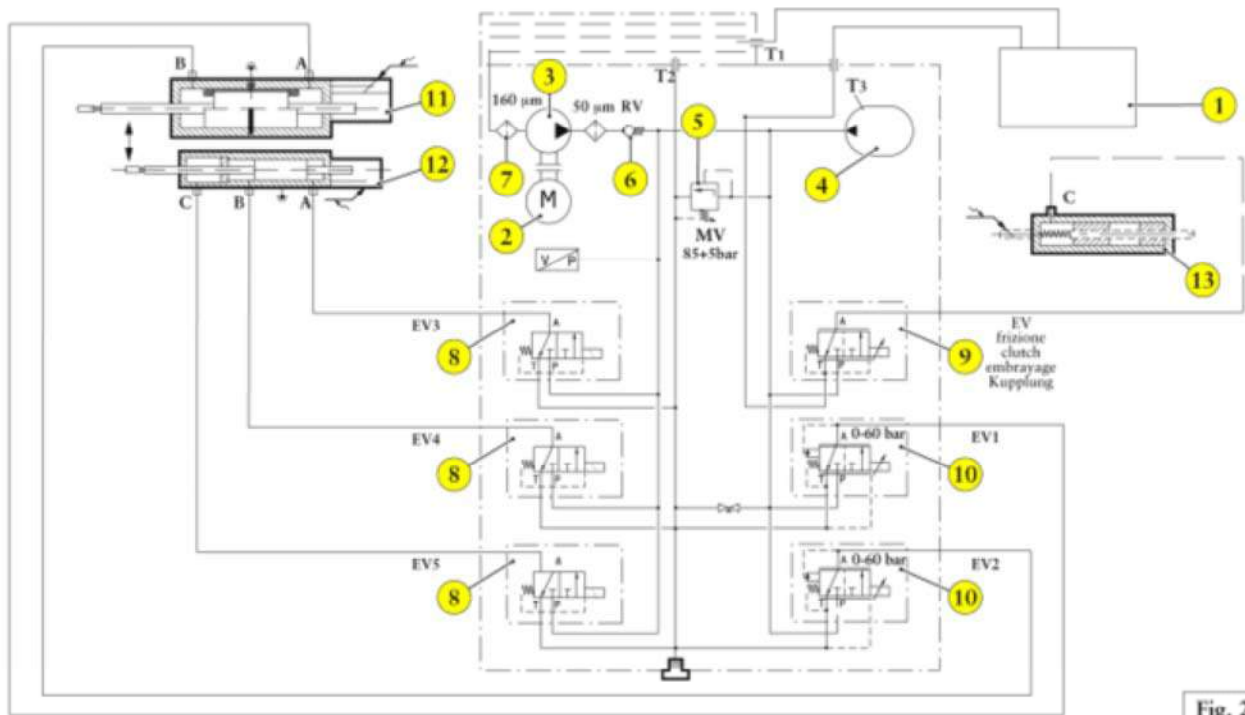 T1
T2
3
B
A
11
160 µm
50 µm RV
5
T3
1
12
7
6
4
C
M
2
C
B
A
MV
85+5bar
V P
13
EV3
8
A
T P
A
T P
9
EV
frizione
clutch
embrayage
Kupplung
EV4
8
A
T P
A 0-60 bar
T P
EV1
10
EV5
8
A
T P
A 0-60 bar
T P
EV2
10
Fig. 2